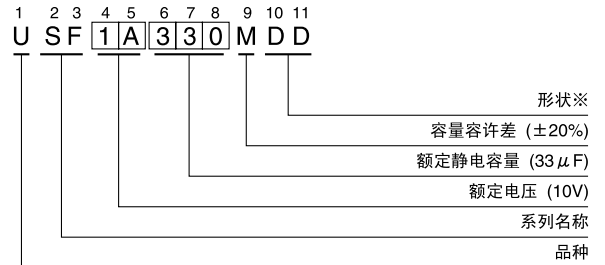 1 2 3 4 5 6 7 8 9 10 11
U S F 1 A 3 3 0 M D D
形状※
容量容许差 (±20%)
额定静电容量 (33μF)
额定电压 (10V)
系列名称
品种